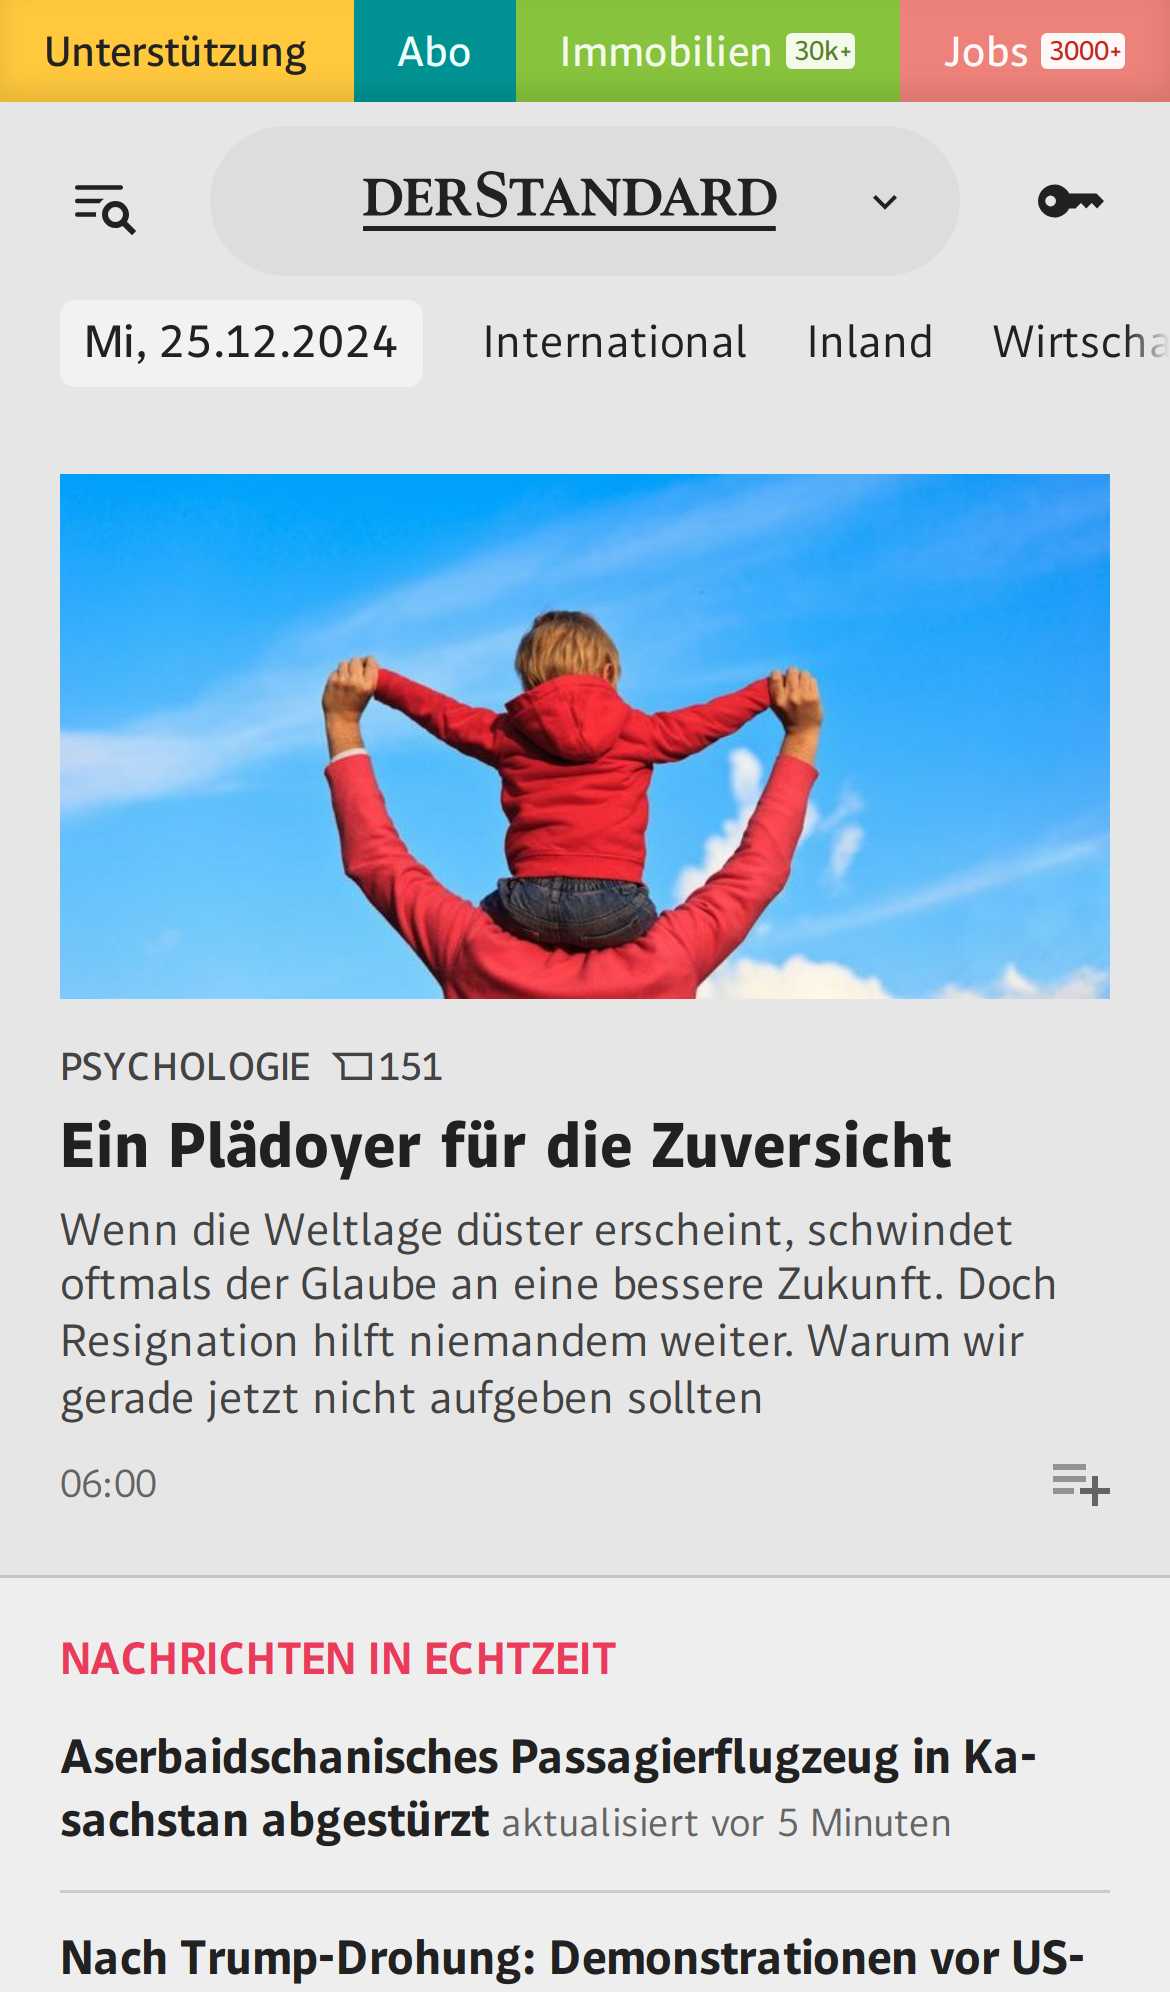 Unterstützung Abo Immobilien 30k+ Jobs 3000+
DERSTANDARD
Mi, 25.12.2024 International Inland Wirtscha
PSYCHOLOGIE 151
Ein Plädoyer für die Zuversicht
Wenn die Weltlage düster erscheint, schwindet
oftmals der Glaube an eine bessere Zukunft. Doch
Resignation hilft niemandem weiter. Warum wir
gerade jetzt nicht aufgeben sollten
06:00
NACHRICHTEN IN ECHTZEIT
Aserbaidschanisches Passagierflugzeug in Ka-
sachstan abgestürzt aktualisiert vor 5 Minuten
Nach Trump-Drohung: Demonstrationen vor US-